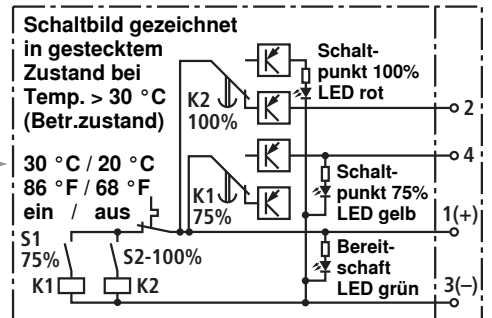 Schaltbild gezeichnet
in gestecktem
Zustand bei
Temp. > 30 °C
(Betr.zustand)
30 °C / 20 °C
86 °F / 68 °F
ein / aus
S1
75%
K1
S2-100%
K2
K2
100%
K1
75%
Schalt-
punkt 100%
LED rot
2
4
Schalt-
punkt 75%
LED gelb
1(+)
Bereit-
schaft
LED grün
3(−)